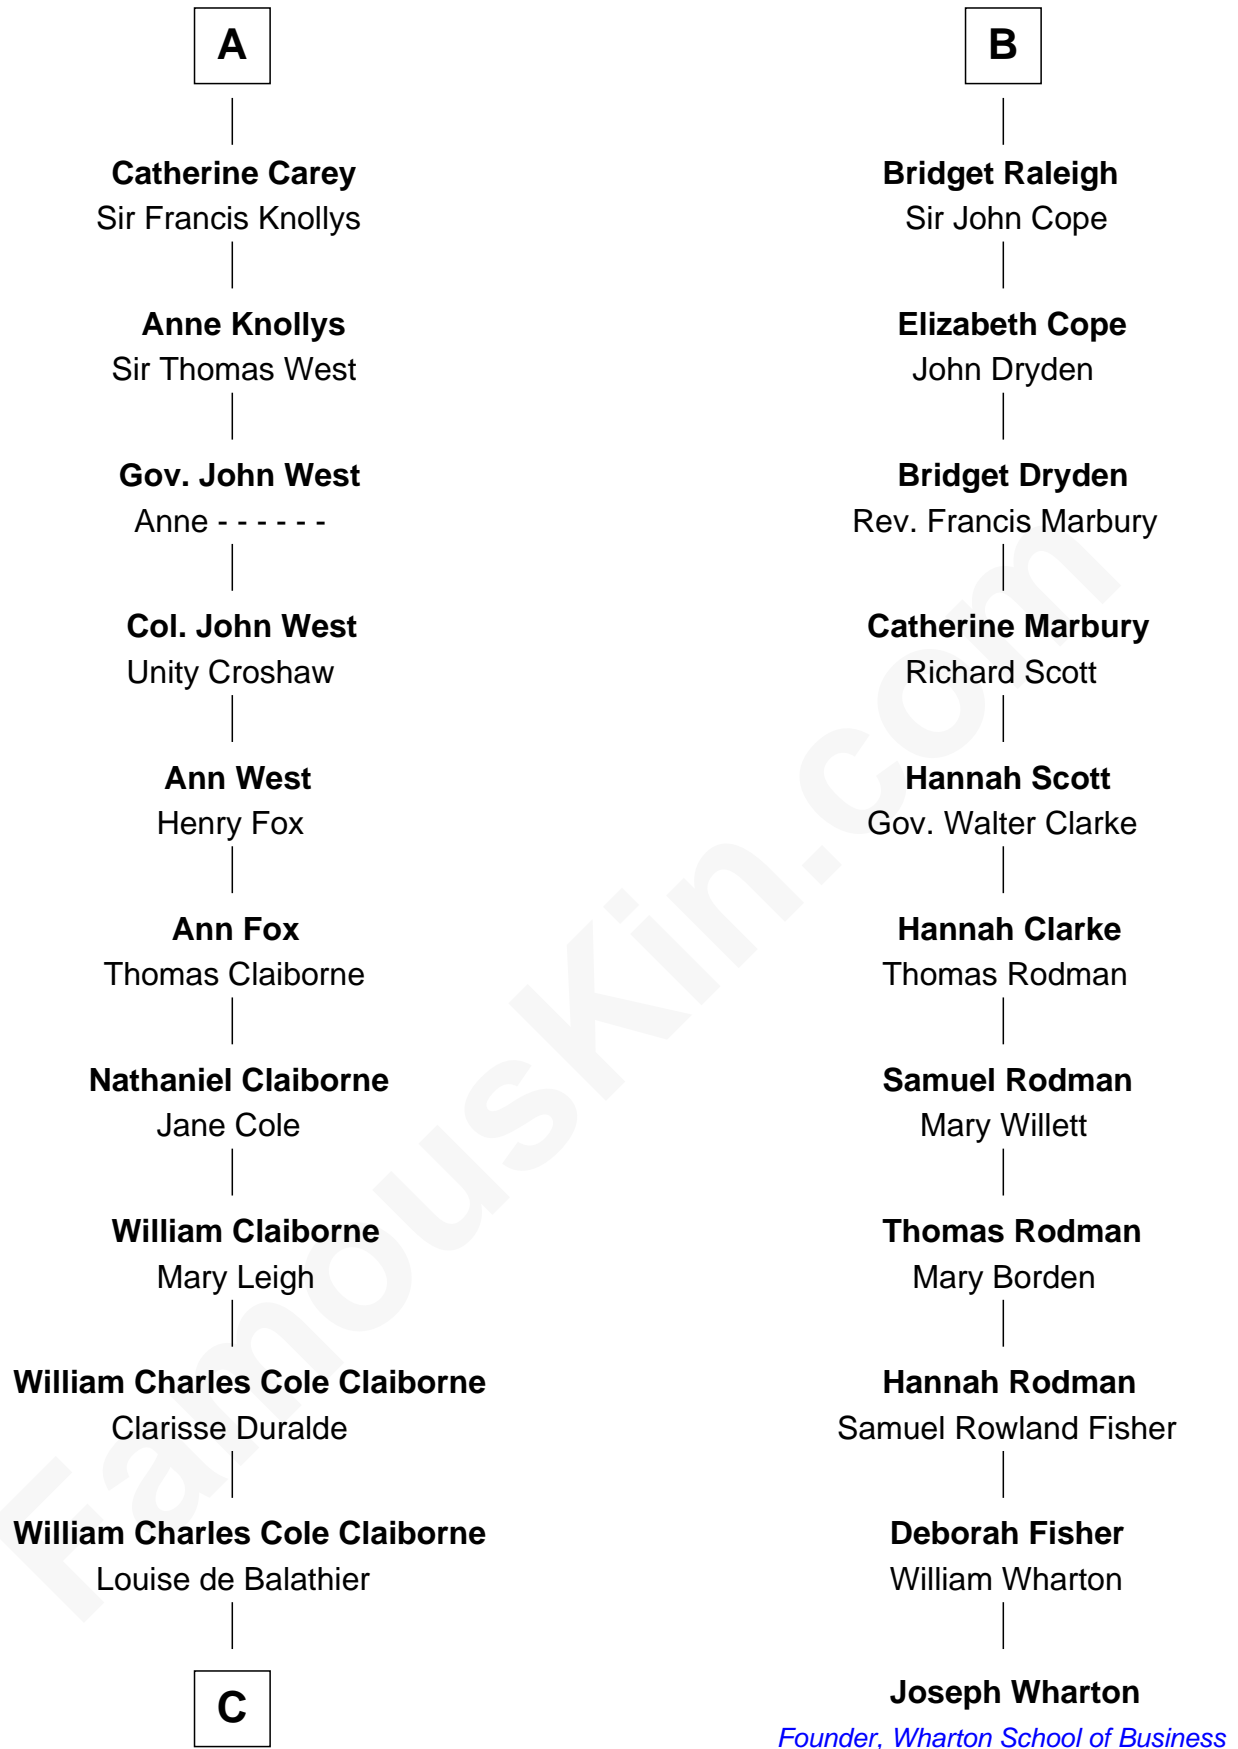 A
Catherine Carey
Sir Francis Knollys
Anne Knollys
Sir Thomas West
Gov. John West
Anne - - - - - -
Col. John West
Unity Croshaw
Ann West
Henry Fox
Ann Fox
Thomas Claiborne
Nathaniel Claiborne
Jane Cole
William Claiborne
Mary Leigh
William Charles Cole Claiborne
Clarisse Duralde
William Charles Cole Claiborne
Louise de Balathier
C
B
Bridget Raleigh
Sir John Cope
Elizabeth Cope
John Dryden
Bridget Dryden
Rev. Francis Marbury
Catherine Marbury
Richard Scott
Hannah Scott
Gov. Walter Clarke
Hannah Clarke
Thomas Rodman
Samuel Rodman
Mary Willett
Thomas Rodman
Mary Borden
Hannah Rodman
Samuel Rowland Fisher
Deborah Fisher
William Wharton
Joseph Wharton
Founder, Wharton School of Business
FamousKin.com